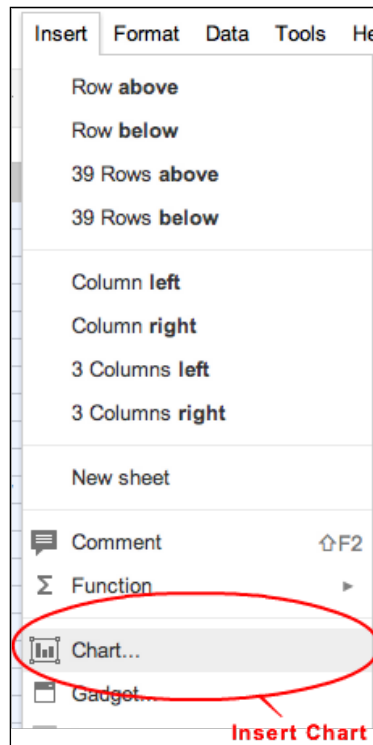 Insert Format Data Tools He
Row above
Row below
39 Rows above
39 Rows below
Column left
Column right
3 Columns left
3 Columns right
New sheet
Comment ⇧F2
Σ Function ►
Chart...
Gadget...
Insert Chart